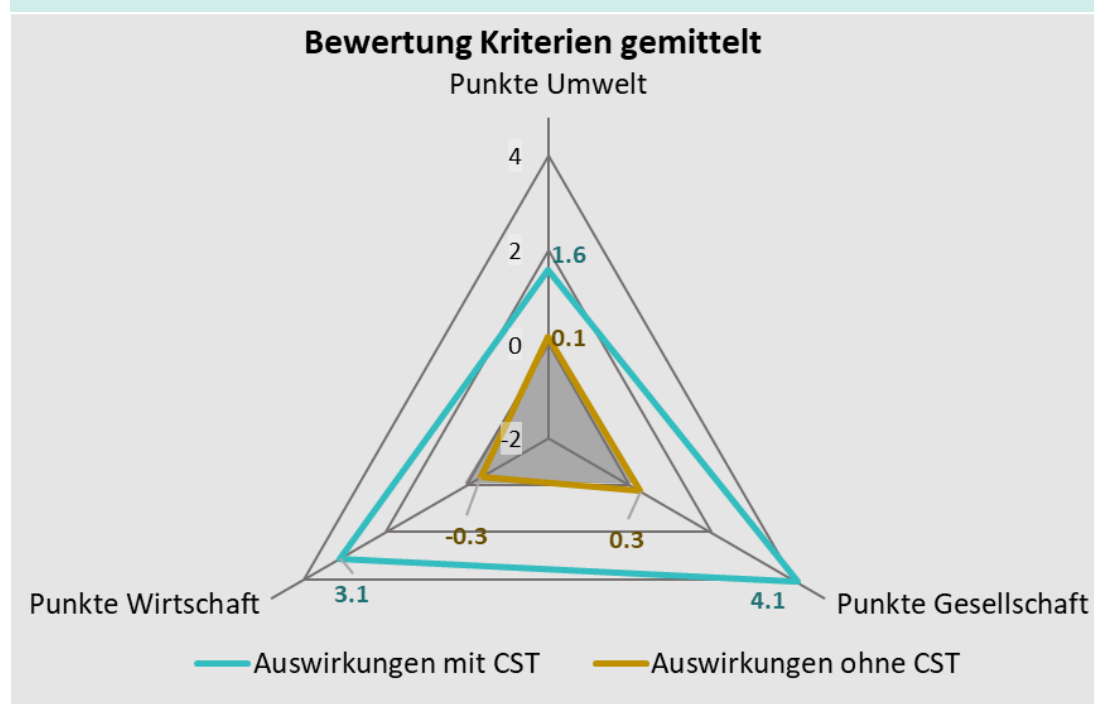 Bewertung Kriterien gemittelt
Punkte Umwelt
4
2
1.6
0
0.1
-2
-0.3
0.3
3.1
4.1
Punkte Wirtschaft
Punkte Gesellschaft
Auswirkungen mit CST
Auswirkungen ohne CST